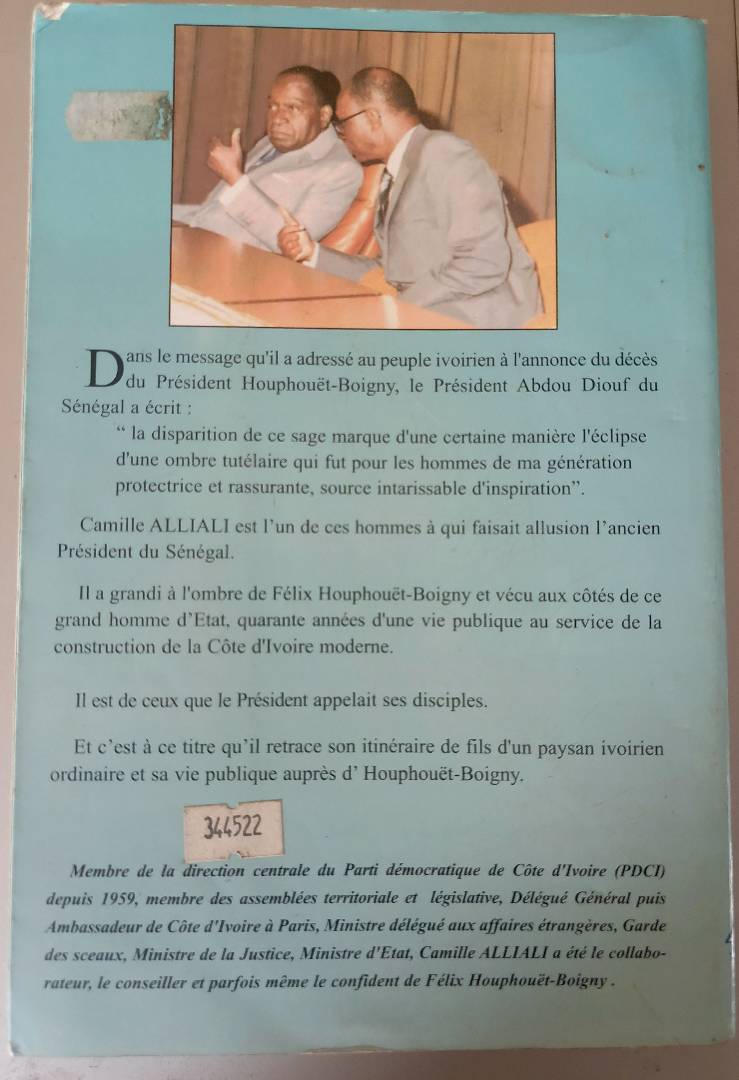 Dans le message qu'il a adressé au peuple ivoirien à l'annonce du décès
du Président Houphouët-Boigny, le Président Abdou Diouf du
Sénégal a écrit :
“ la disparition de ce sage marque d'une certaine manière l'éclipse
d'une ombre tutélaire qui fut pour les hommes de ma génération
protectrice et rassurante, source intarissable d'inspiration”.
Camille ALLIALI est l’un de ces hommes à qui faisait allusion l’ancien
Président du Sénégal.
Il a grandi à l'ombre de Félix Houphouët-Boigny et vécu aux côtés de ce
grand homme d’Etat, quarante années d'une vie publique au service de la
construction de la Côte d'Ivoire moderne.
Il est de ceux que le Président appelait ses disciples.
Et c’est à ce titre qu’il retrace son itinéraire de fils d'un paysan ivoirien
ordinaire et sa vie publique auprès d’ Houphouët-Boigny.
344522
Membre de la direction centrale du Parti démocratique de Côte d'Ivoire (PDCI)
depuis 1959, membre des assemblées territoriale et législative, Délégué Général puis
Ambassadeur de Côte d'Ivoire à Paris, Ministre délégué aux affaires étrangères, Garde
des sceaux, Ministre de la Justice, Ministre d'Etat, Camille ALLIALI a été le collabo-
rateur, le conseiller et parfois même le confident de Félix Houphouët-Boigny .